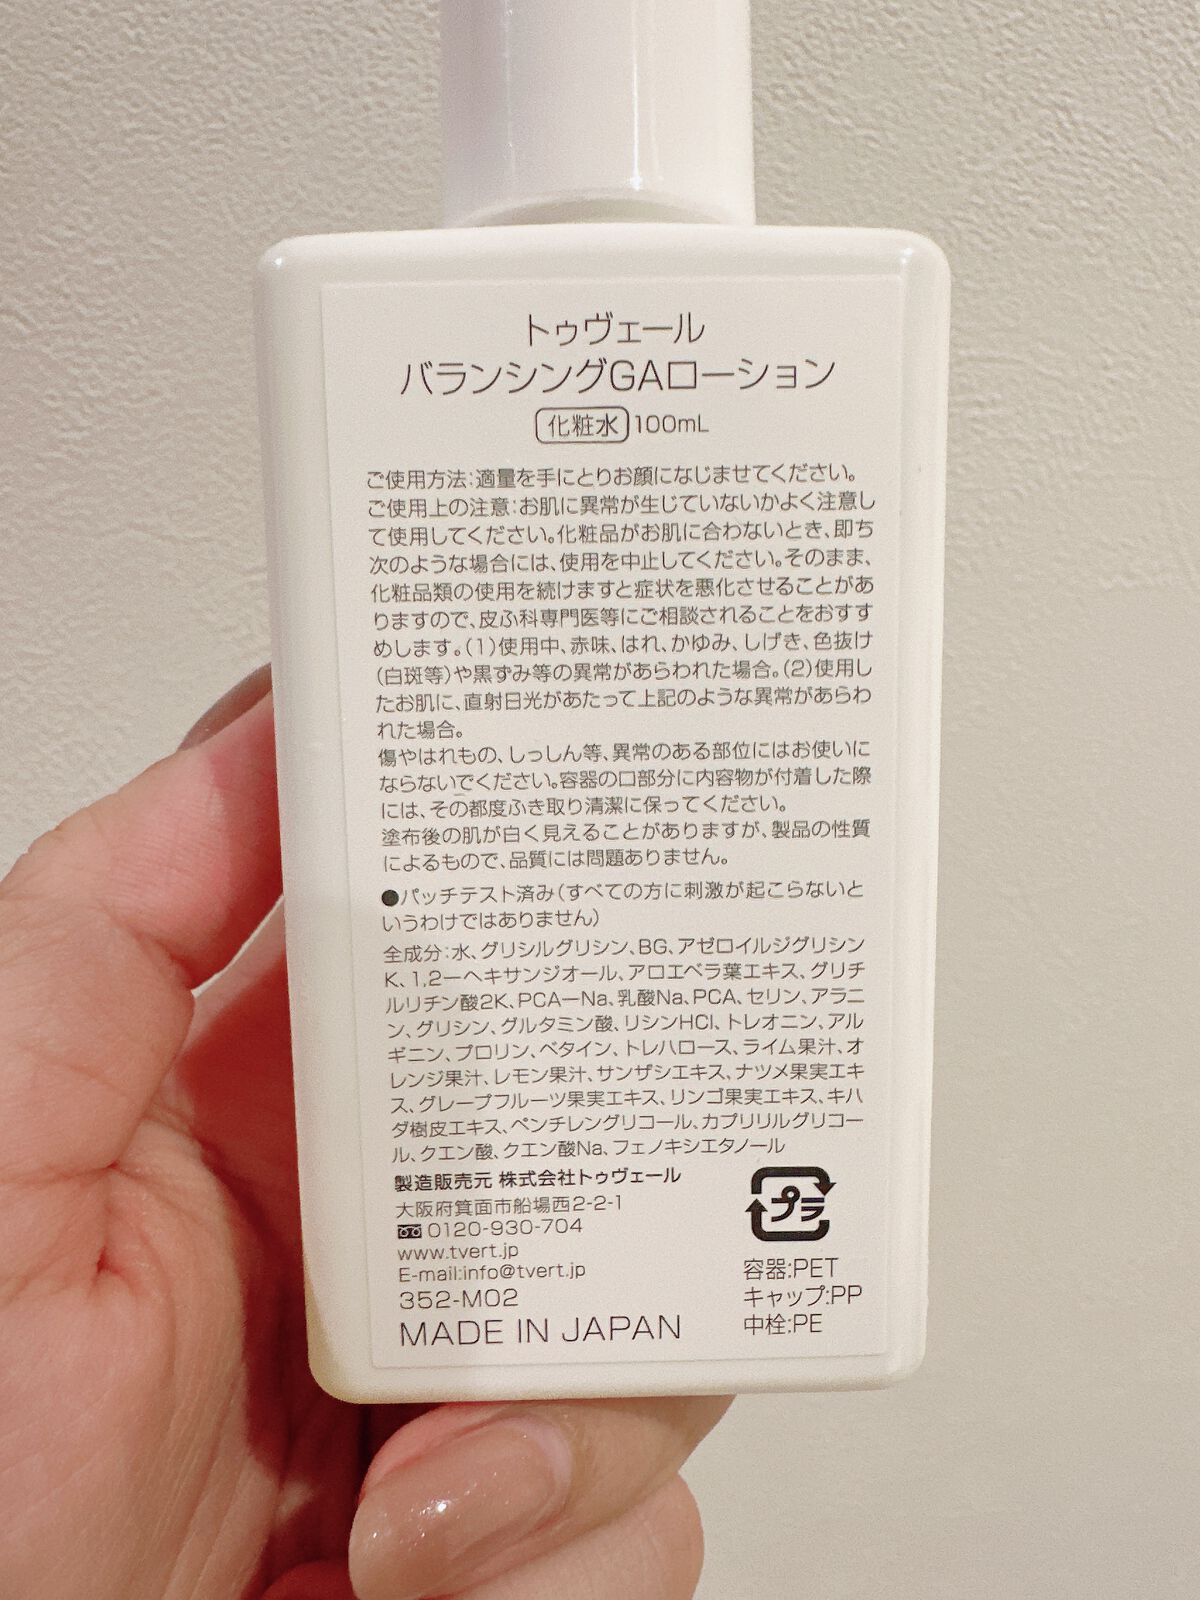 トゥヴェール
バランシングGAローション
化粧水 100mL
ご使用方法:適量を手にとりお顔になじませてください。
ご使用上の注意:お肌に異常が生じていないかよく注意し
て使用してください。化粧品がお肌に合わないとき、即ち
次のような場合には、使用を中止してください。そのまま、
化粧品類の使用を続けますと症状を悪化させることがあ
りますので、皮ふ科専門医等にご相談されることをおすす
めします。(1)使用中、赤味、はれ、かゆみ、しげき、色抜け
(白斑等)や黒ずみ等の異常があらわれた場合。(2)使用し
たお肌に、直射日光があたって上記のような異常があらわ
れた場合。
傷やはれもの、しっしん等、異常のある部位にはお使いに
ならないでください。容器の口部分に内容物が付着した際
には、その都度ふき取り清潔に保ってください。
塗布後の肌が白く見えることがありますが、製品の性質
によるもので、品質には問題ありません。
●パッチテスト済み(すべての方に刺激が起こらないと
いうわけではありません)
全成分:水、グリシルグリシン、BG、アゼロイルジグリシン
K、1,2ーヘキサンジオール、アロエベラ葉エキス、グリチ
ルリチン酸2K、PCAーNa、乳酸Na、PCA、セリン、アラニ
ン、グリシン、グルタミン酸、リシンHCl、トレオニン、アル
ギニン、プロリン、ベタイン、トレハロース、ライム果汁、オ
レンジ果汁、レモン果汁、サンザシエキス、ナツメ果実エキ
ス、グレープフルーツ果実エキス、リンゴ果実エキス、キハ
ダ樹皮エキス、ペンチレングリコール、カプリリルグリコー
ル、クエン酸、クエン酸Na、フェノキシエタノール
製造販売元 株式会社トゥヴェール
大阪府箕面市船場西2-2-1
0120-930-704
www.tvert.jp
E-mail:info@tvert.jp
352-M02
MADE IN JAPAN
プラ
容器:PET
キャップ:PP
中栓:PE